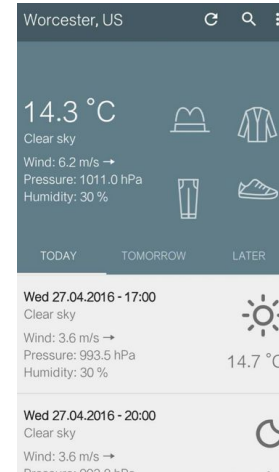 Worcester, US
14.3 °C
Clear sky
Wind: 6.2 m/s →
Pressure: 1011.0 hPa
Humidity: 30 %
TODAY TOMORROW LATER
Wed 27.04.2016 - 17:00
Clear sky
Wind: 3.6 m/s →
Pressure: 993.5 hPa
Humidity: 30 %
14.7 °C
Wed 27.04.2016 - 20:00
Clear sky
Wind: 3.6 m/s →